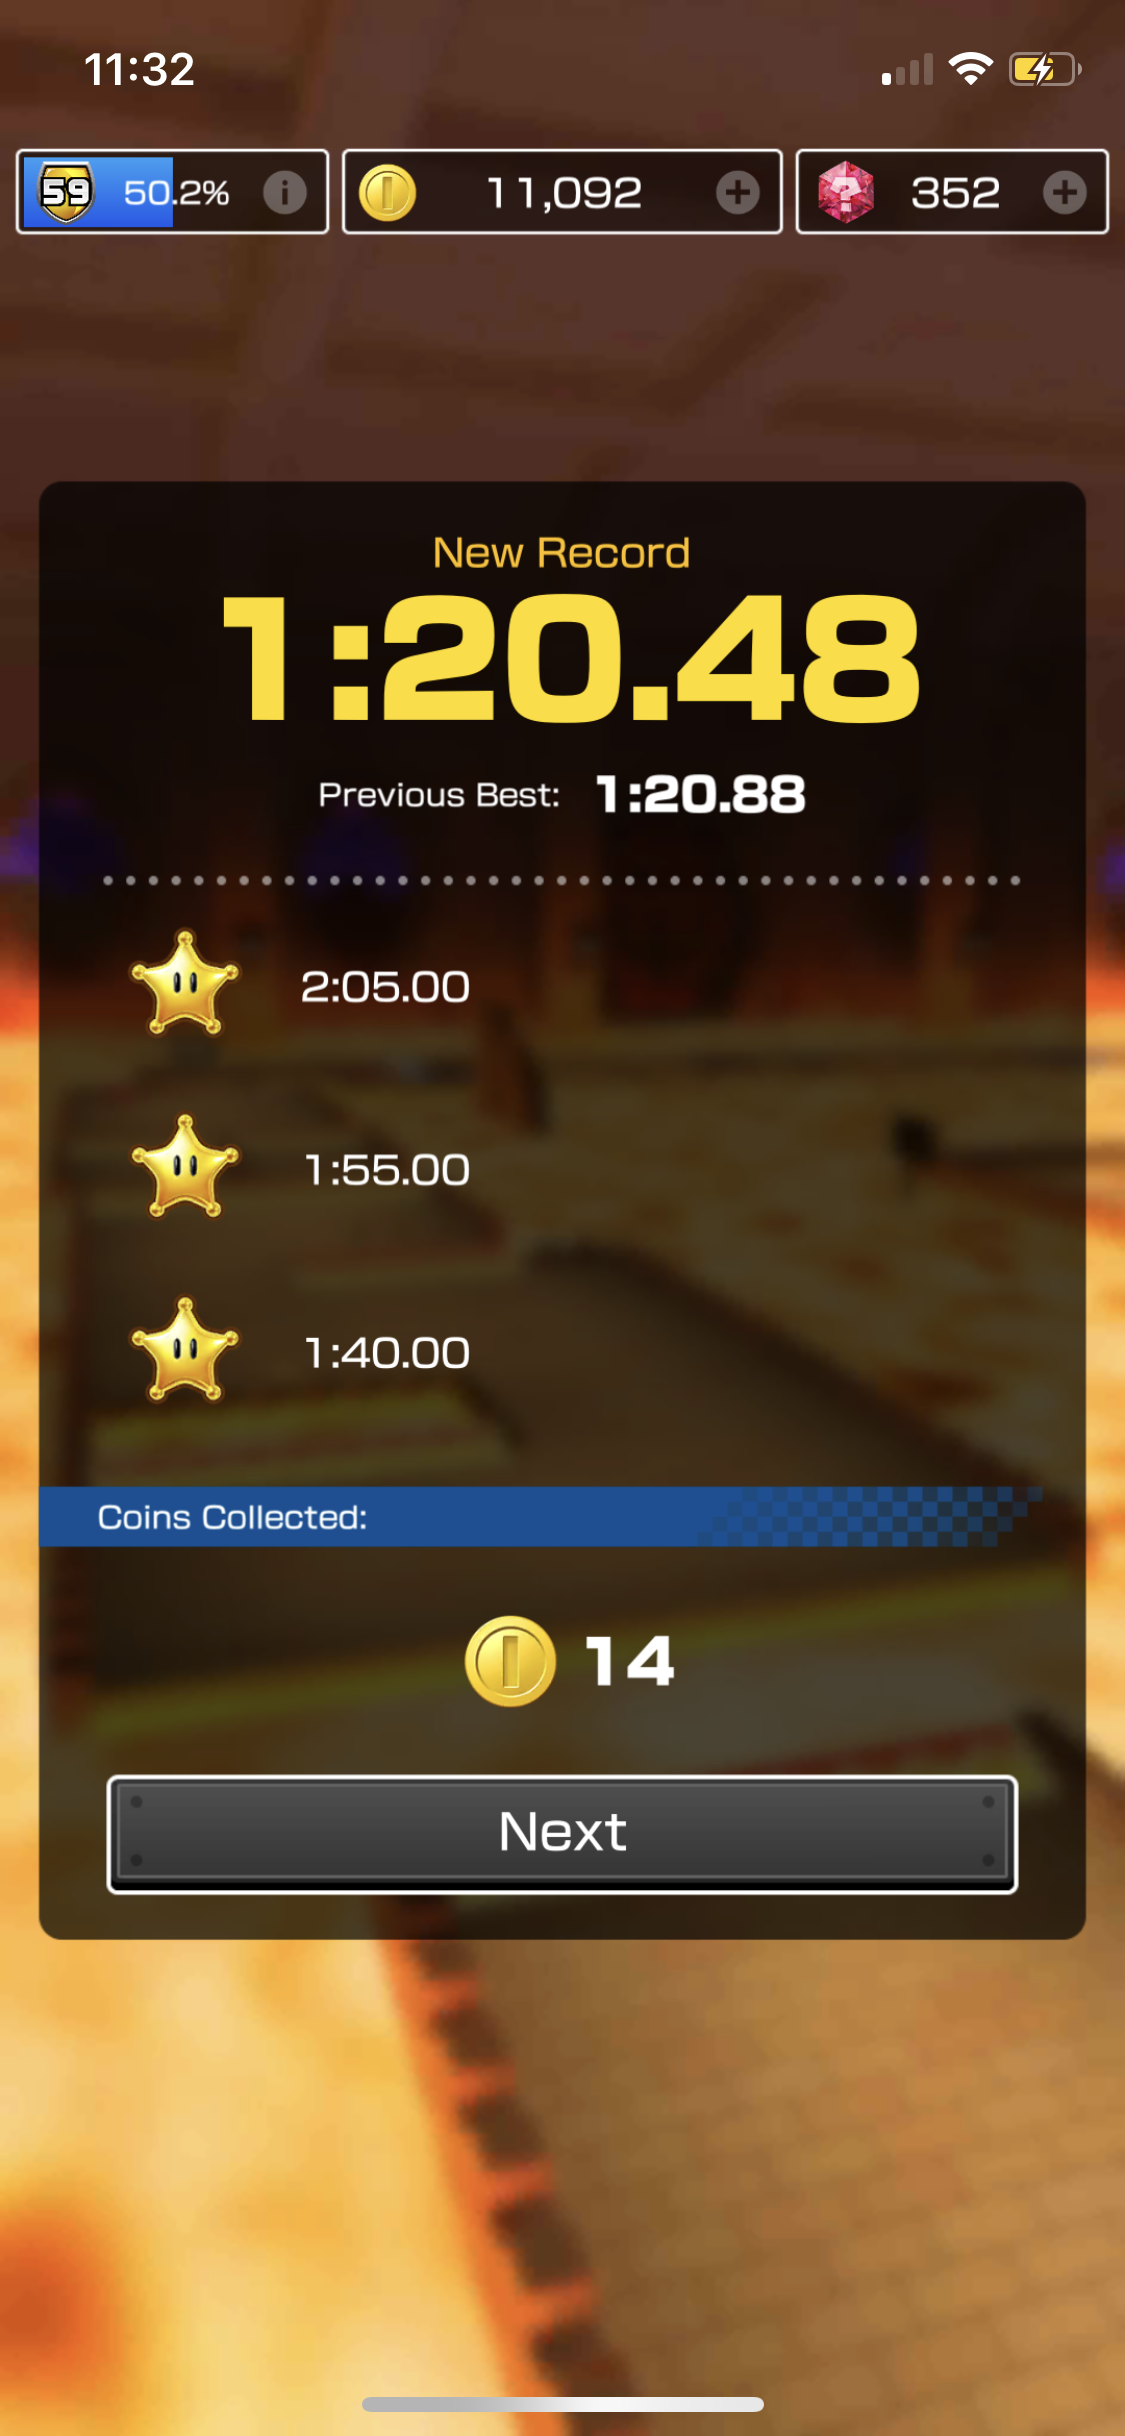 11:32
59 50.2% i 11,092 + ? 352 +
New Record
1:20.48
Previous Best: 1:20.88
2:05.00
1:55.00
1:40.00
Coins Collected:
14
Next